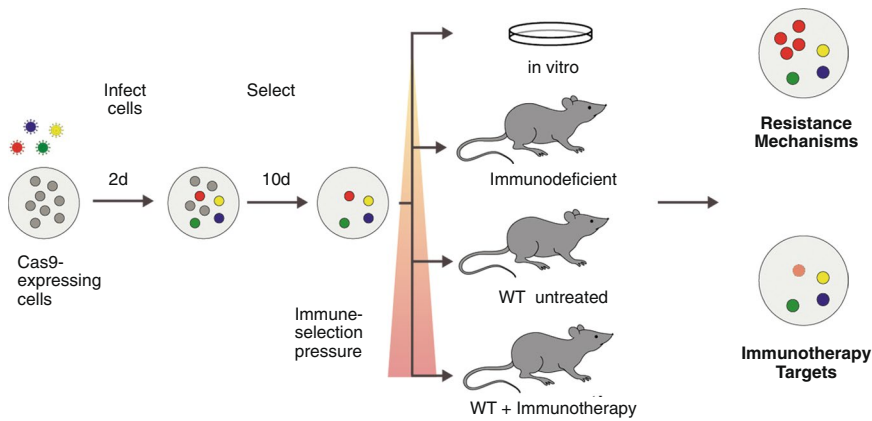 Infect
cells
Select
2d
10d
Cas9-
expressing
cells
Immune-
selection
pressure
in vitro
Immunodeficient
WT untreated
WT + Immunotherapy
Resistance
Mechanisms
Immunotherapy
Targets